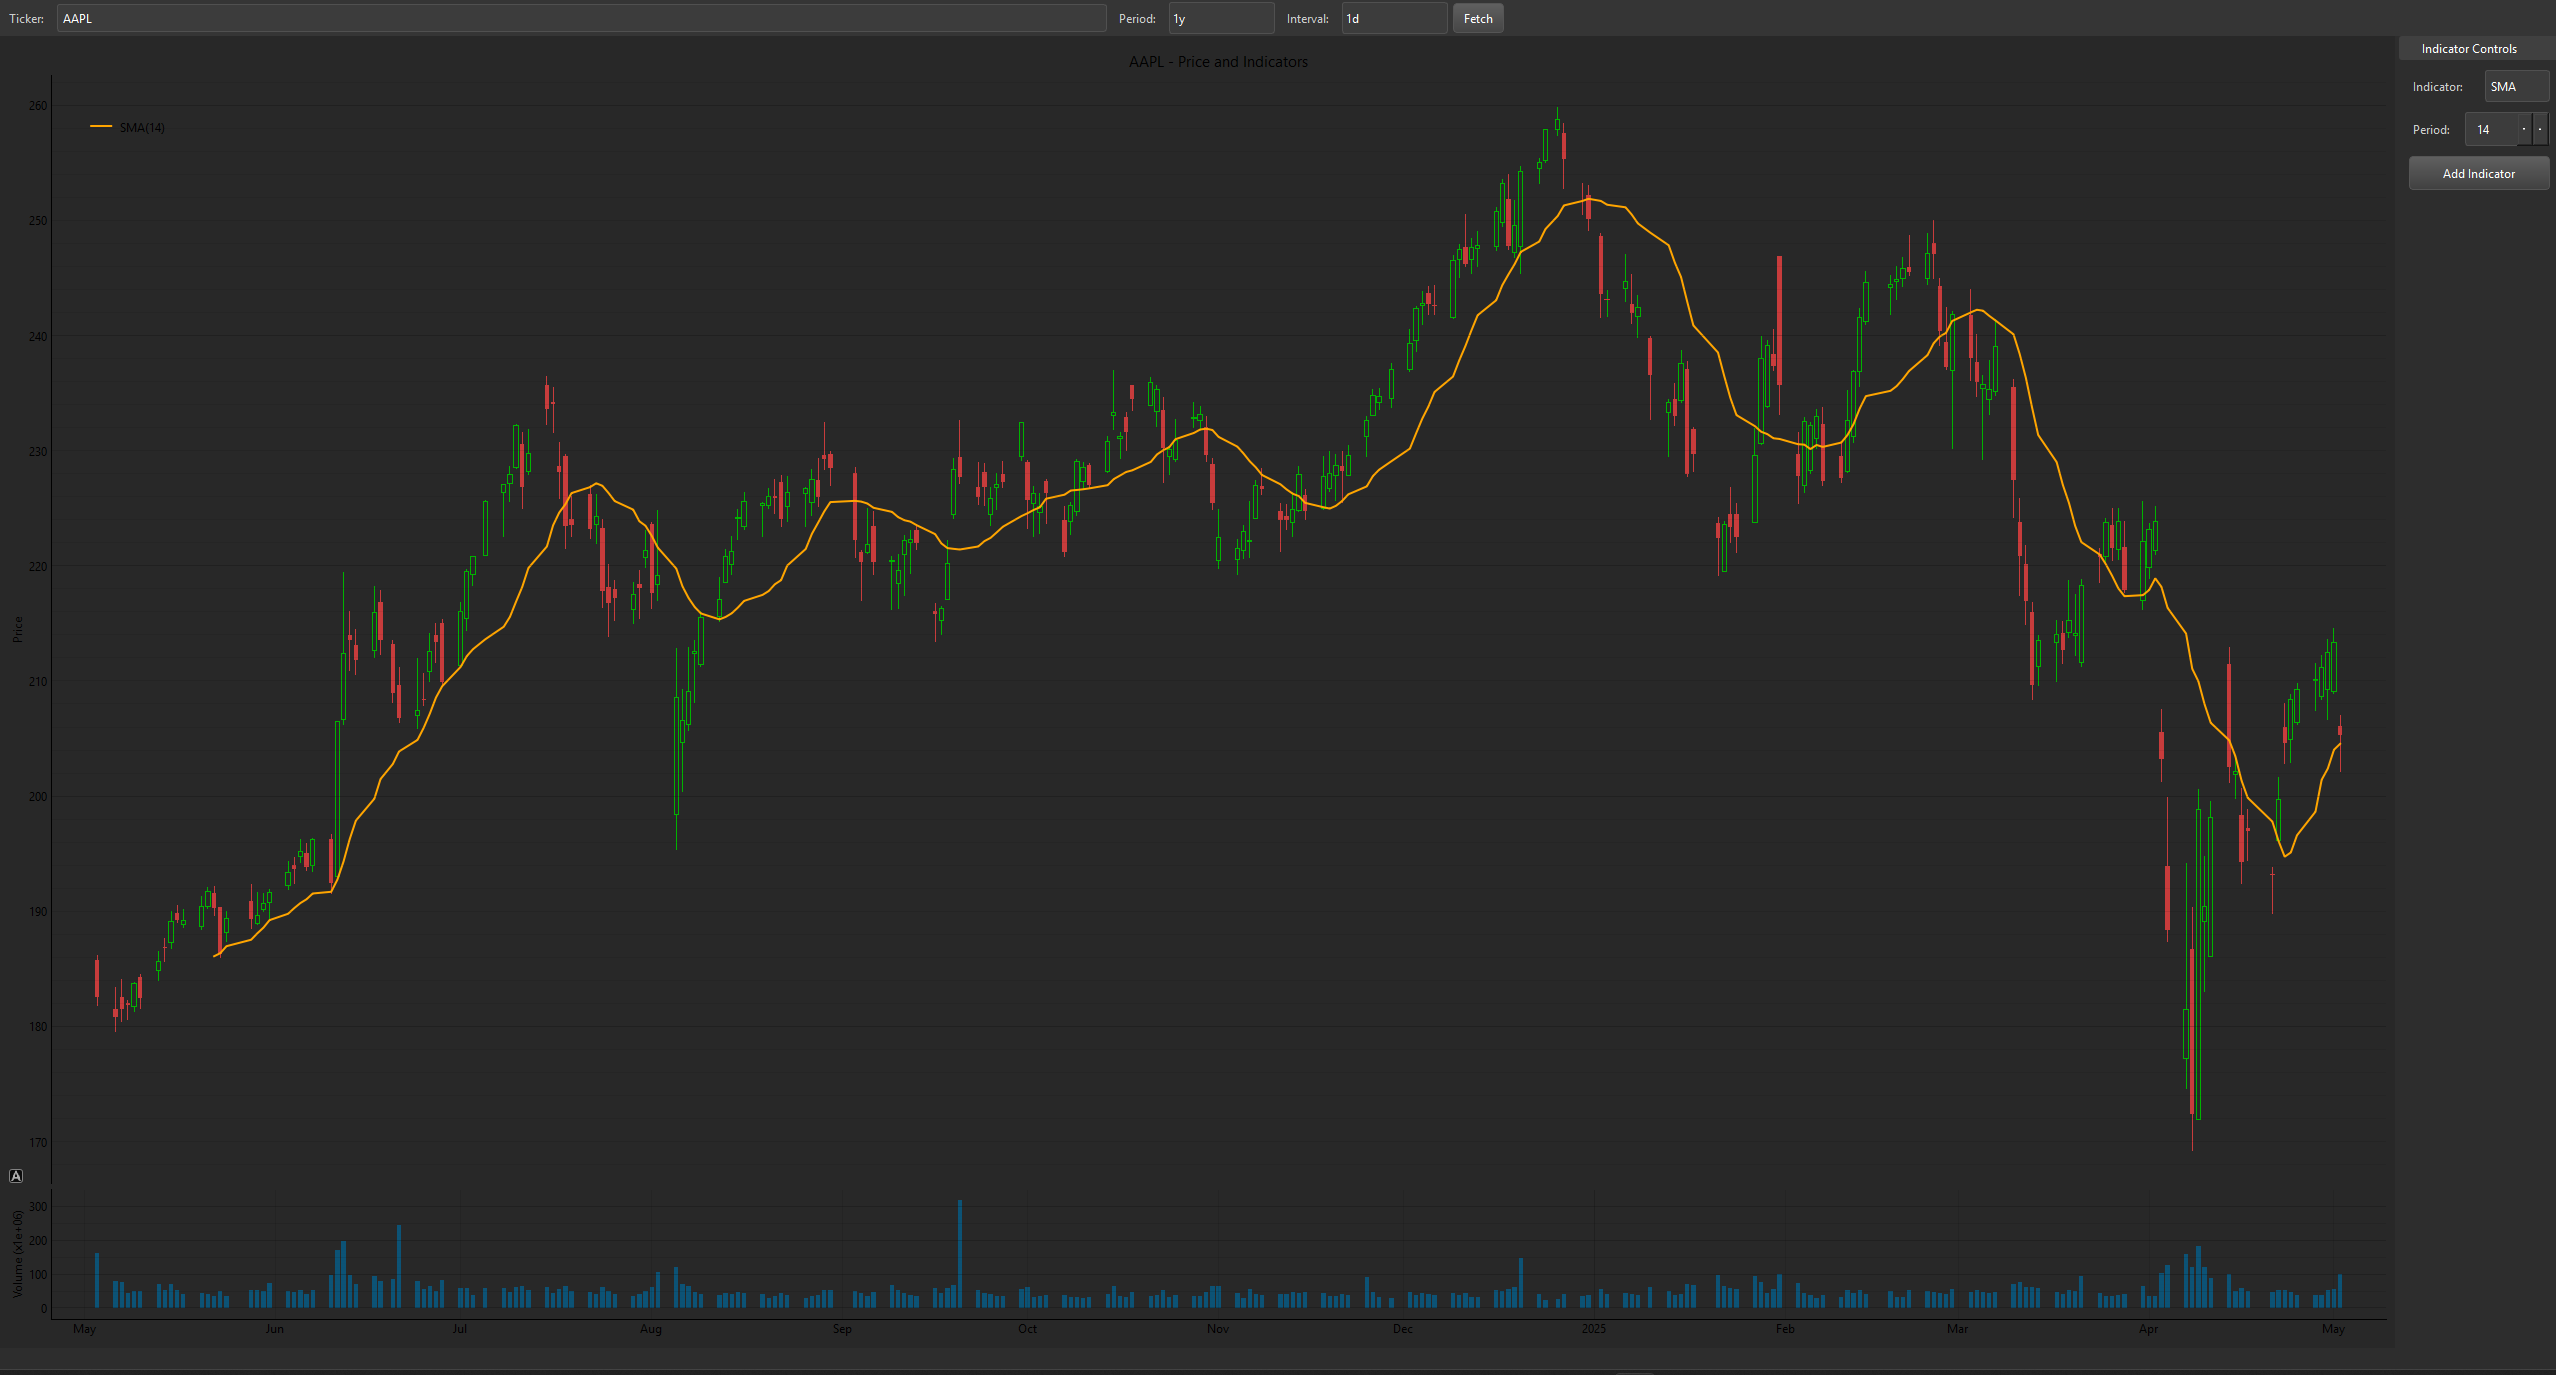 Ticker: AAPL Period: 1y Interval: 1d Fetch
Indicator Controls
Indicator: SMA
Period: 14
Add Indicator
AAPL - Price and Indicators
SMA(14)
260
250
240
230
220
210
200
190
180
170
Price
A
300
200
100
0
Volume (x1e+06)
May Jun Jul Aug Sep Oct Nov Dec 2025 Feb Mar Apr May